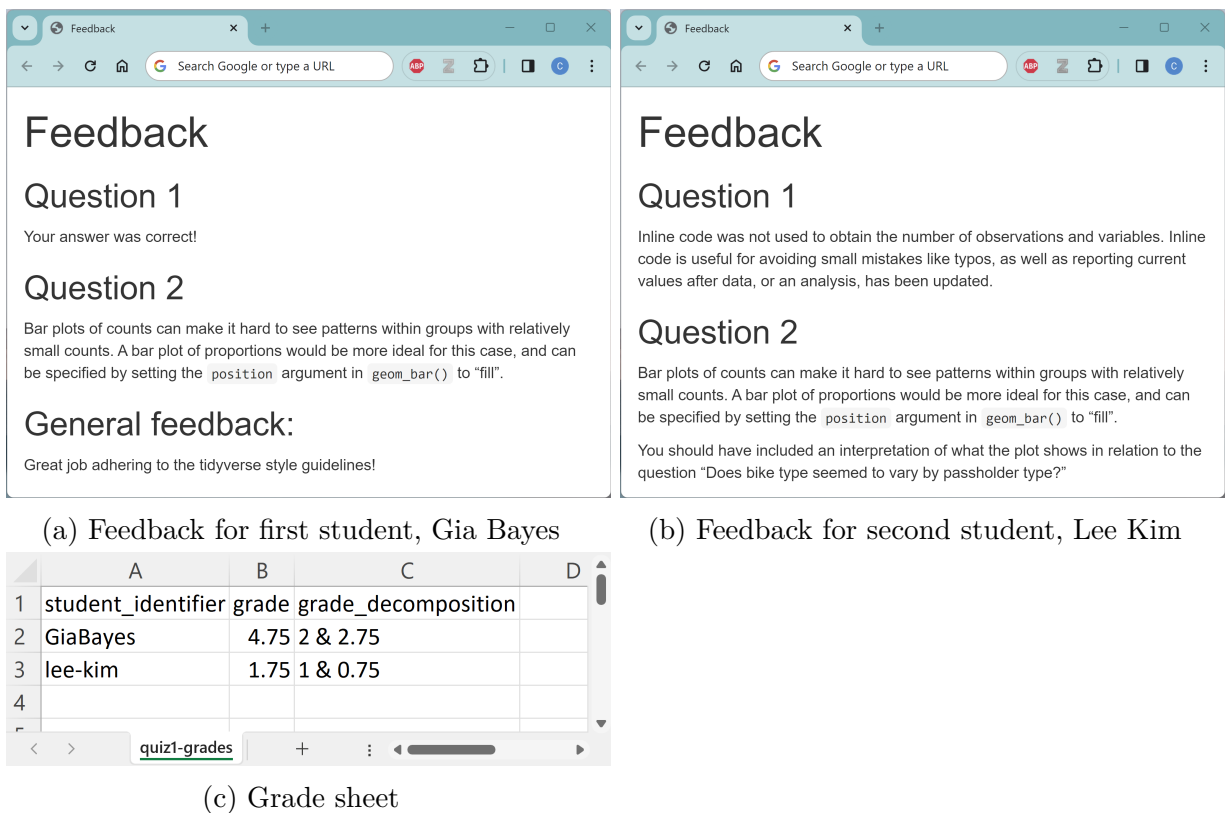 Feedback
Search Google or type a URL
ABP
C
Feedback
Question 1
Your answer was correct!
Question 2
Bar plots of counts can make it hard to see patterns within groups with relatively
small counts. A bar plot of proportions would be more ideal for this case, and can
be specified by setting the position argument in geom_bar() to “fill”.
General feedback:
Great job adhering to the tidyverse style guidelines!
(a) Feedback for first student, Gia Bayes
Feedback
Search Google or type a URL
ABP
C
Feedback
Question 1
Inline code was not used to obtain the number of observations and variables. Inline
code is useful for avoiding small mistakes like typos, as well as reporting current
values after data, or an analysis, has been updated.
Question 2
Bar plots of counts can make it hard to see patterns within groups with relatively
small counts. A bar plot of proportions would be more ideal for this case, and can
be specified by setting the position argument in geom_bar() to “fill”.
You should have included an interpretation of what the plot shows in relation to the
question “Does bike type seemed to vary by passholder type?”
(b) Feedback for second student, Lee Kim
A B C D
1 student_identifier grade grade_decomposition
2 GiaBayes 4.75 2 & 2.75
3 lee-kim 1.75 1 & 0.75
4
quiz1-grades
(c) Grade sheet